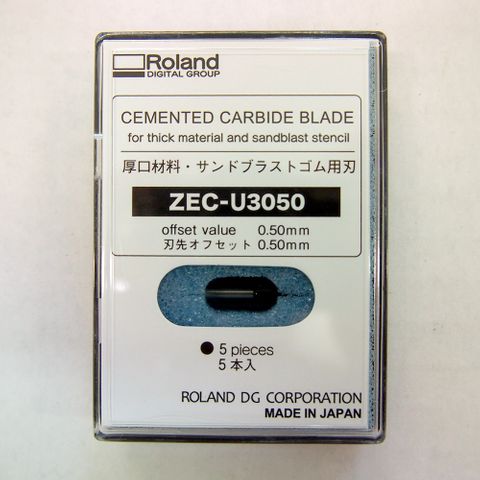 Roland
DIGITAL GROUP
CEMENTED CARBIDE BLADE
for thick material and sandblast stencil
厚口材料・サンドブラストゴム用刃
ZEC-U3050
offset value 0.50mm
刃先オフセット 0.50mm
● 5 pieces
5 本入
ROLAND DG CORPORATION
MADE IN JAPAN